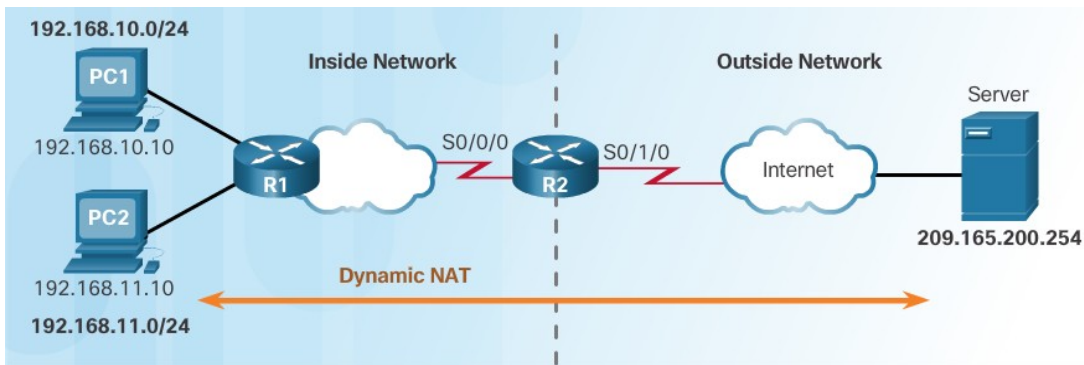 192.168.10.0/24
PC1
192.168.10.10
Inside Network
Outside Network
Server
S0/0/0
S0/1/0
R1
R2
Internet
PC2
192.168.11.10
192.168.11.0/24
Dynamic NAT
209.165.200.254